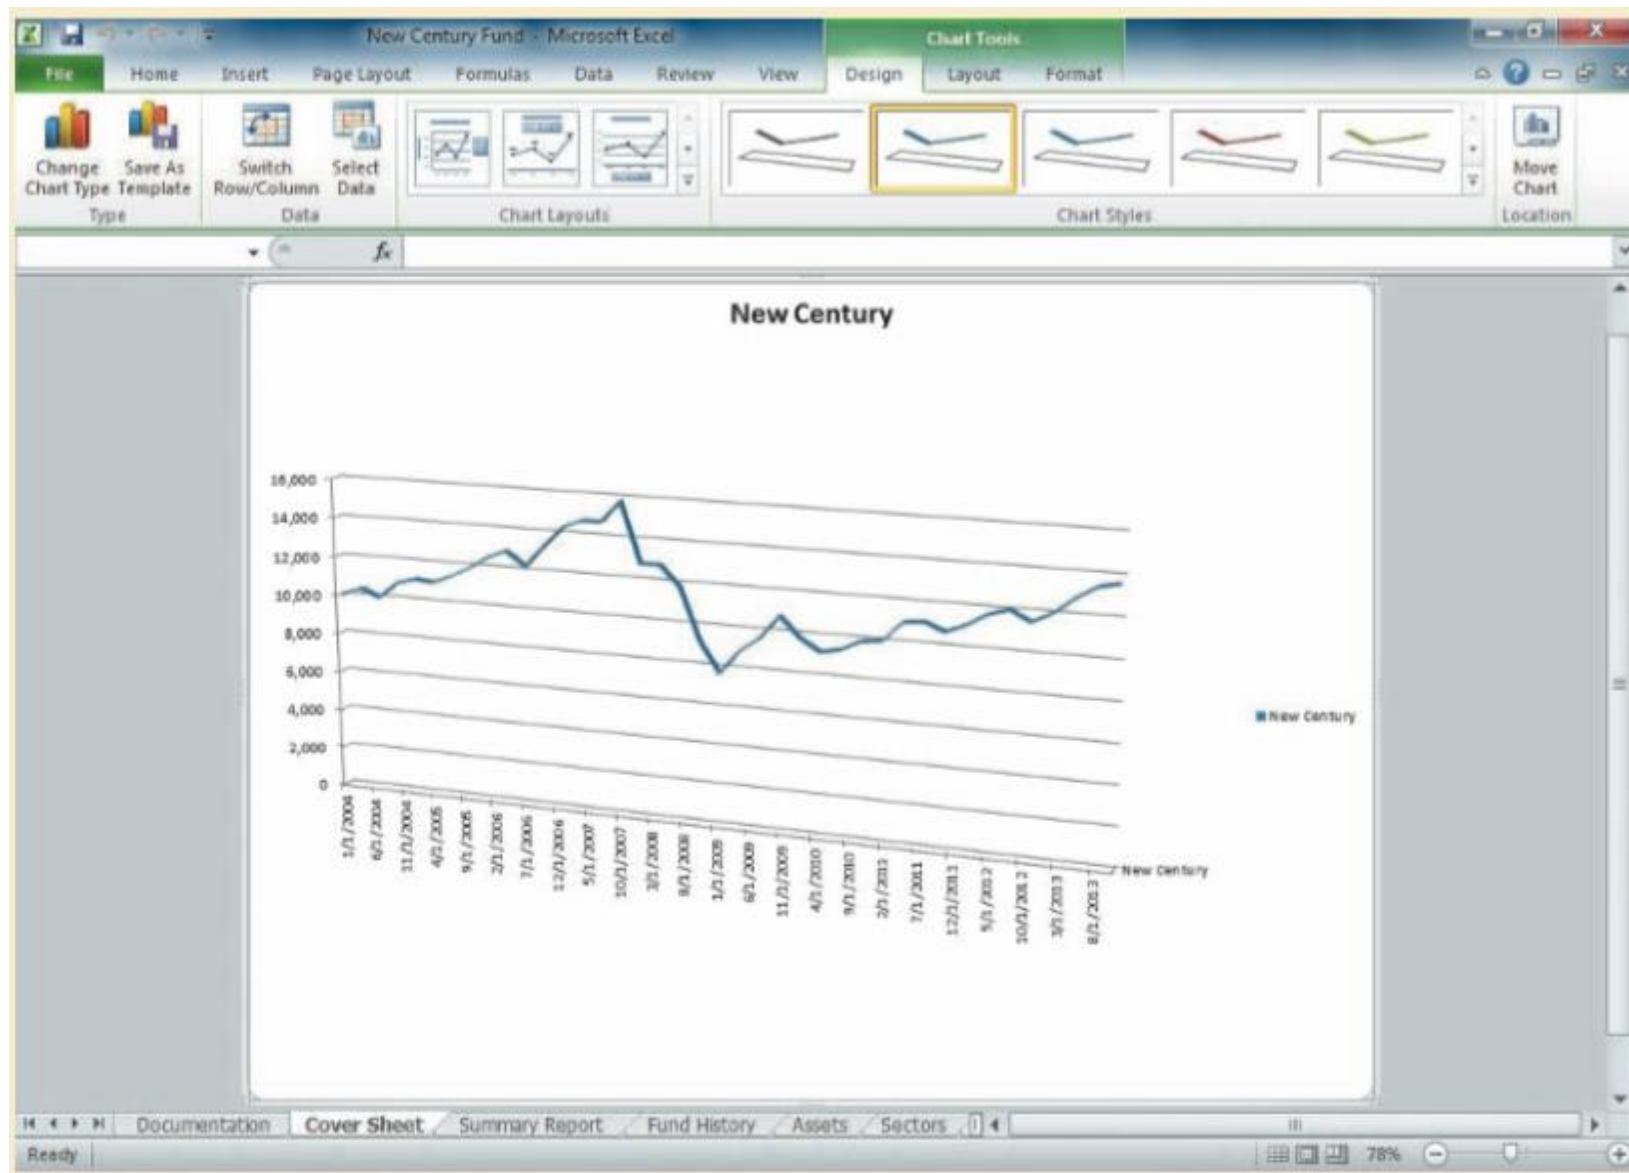 New Century Fund - Microsoft Excel
Chart Tools
File Home Insert Page Layout Formulas Data Review View Design Layout Format
Change Chart Type
Save As Template
Switch Row/Column
Select Data
Move Chart
Type Data Chart Layouts Chart Styles Location
fx
New Century
16,000
14,000
12,000
10,000
8,000
6,000
4,000
2,000
0
1/1/2004
6/1/2004
11/1/2004
4/1/2005
9/1/2005
2/1/2006
7/1/2006
12/1/2006
5/1/2007
10/1/2007
3/1/2008
8/1/2008
1/1/2009
6/1/2009
11/1/2009
4/1/2010
9/1/2010
2/1/2011
7/1/2011
12/1/2011
5/1/2012
10/1/2012
3/1/2013
8/1/2013
New Century
New Century
Documentation Cover Sheet Summary Report Fund History Assets Sectors
Ready 78%